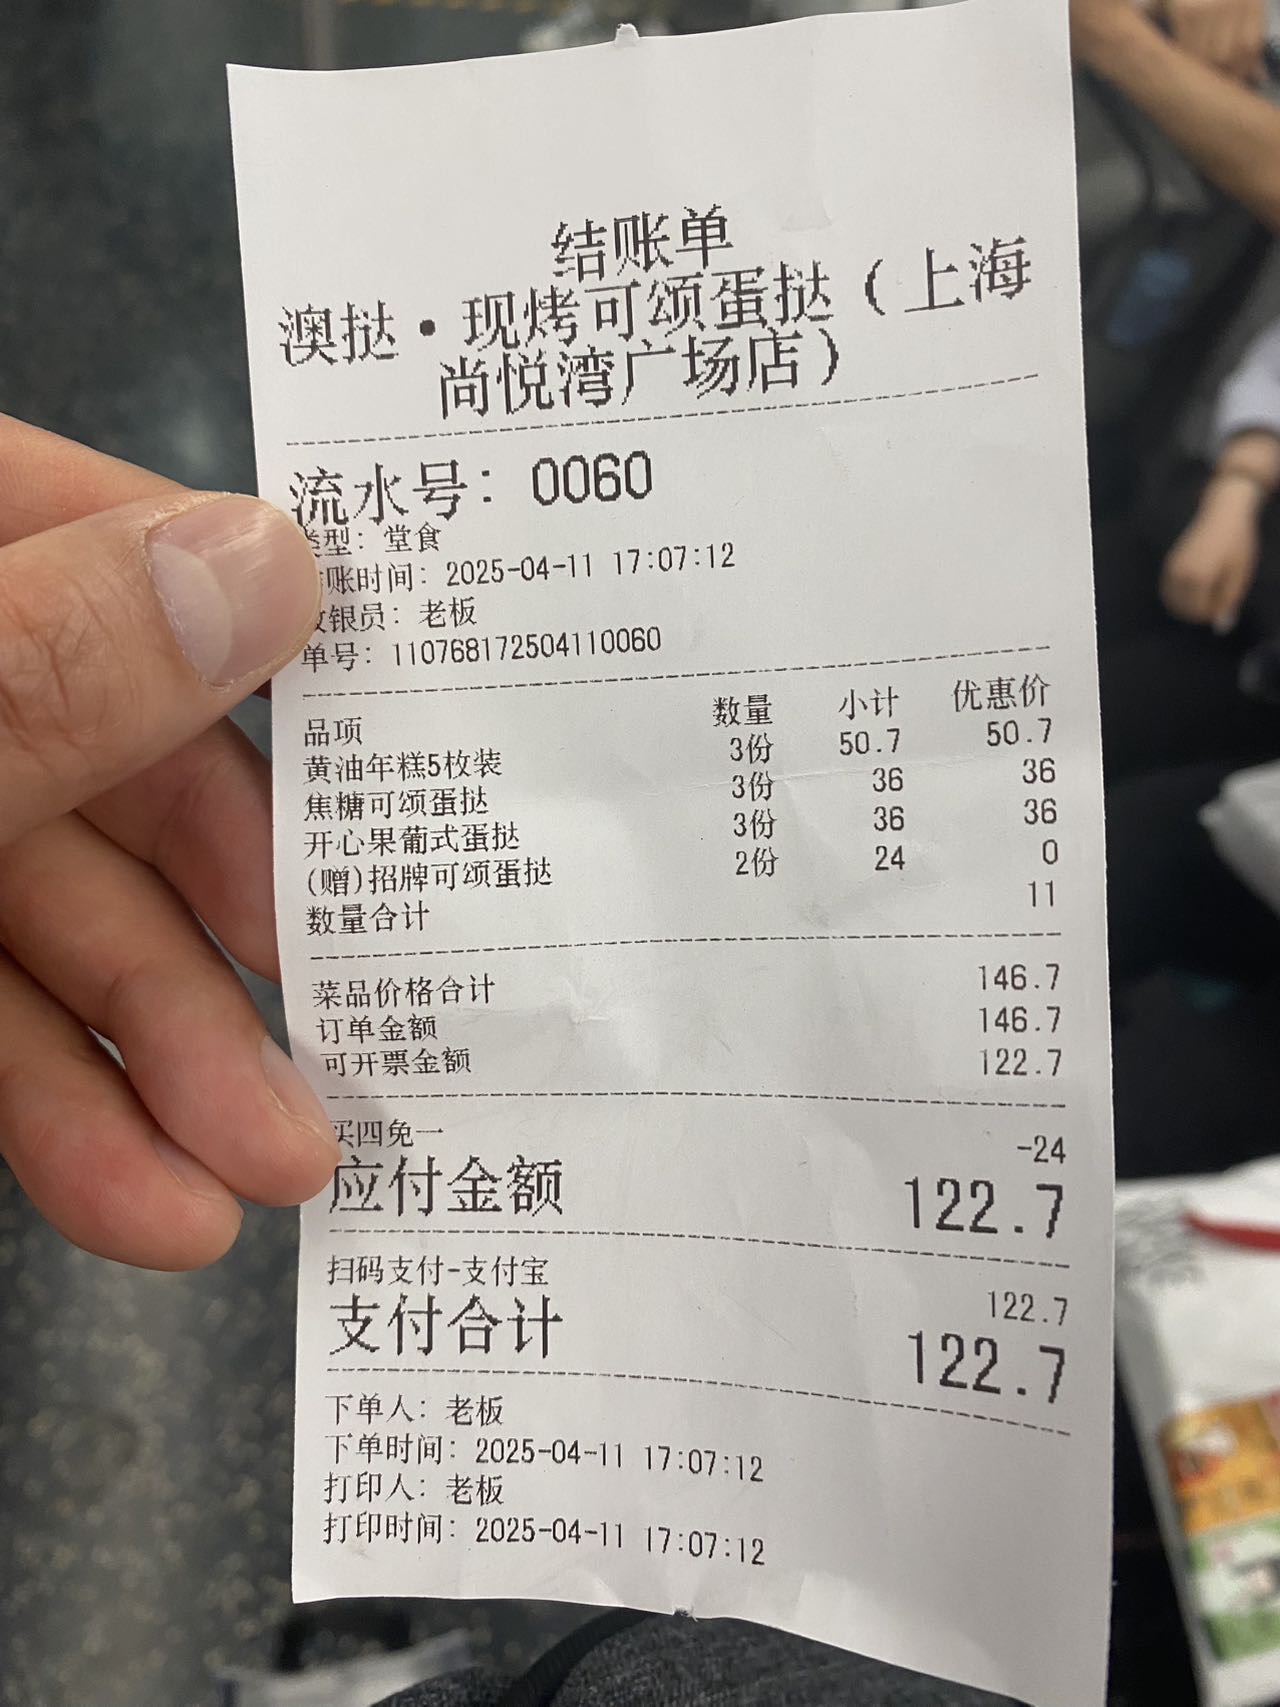 结账单
澳挞·现烤可颂蛋挞（上海
尚悦湾广场店）
流水号：0060
类型：堂食
账时间：2025-04-11 17:07:12
银员：老板
单号：110768172504110060
品项 数量 小计 优惠价
黄油年糕5枚装 3份 50.7 50.7
焦糖可颂蛋挞 3份 36 36
开心果葡式蛋挞 3份 36 36
(赠)招牌可颂蛋挞 2份 24 0
数量合计 11
菜品价格合计 146.7
订单金额 146.7
可开票金额 122.7
买四免一 -24
应付金额 122.7
扫码支付-支付宝 122.7
支付合计 122.7
下单人：老板
下单时间：2025-04-11 17:07:12
打印人：老板
打印时间：2025-04-11 17:07:12